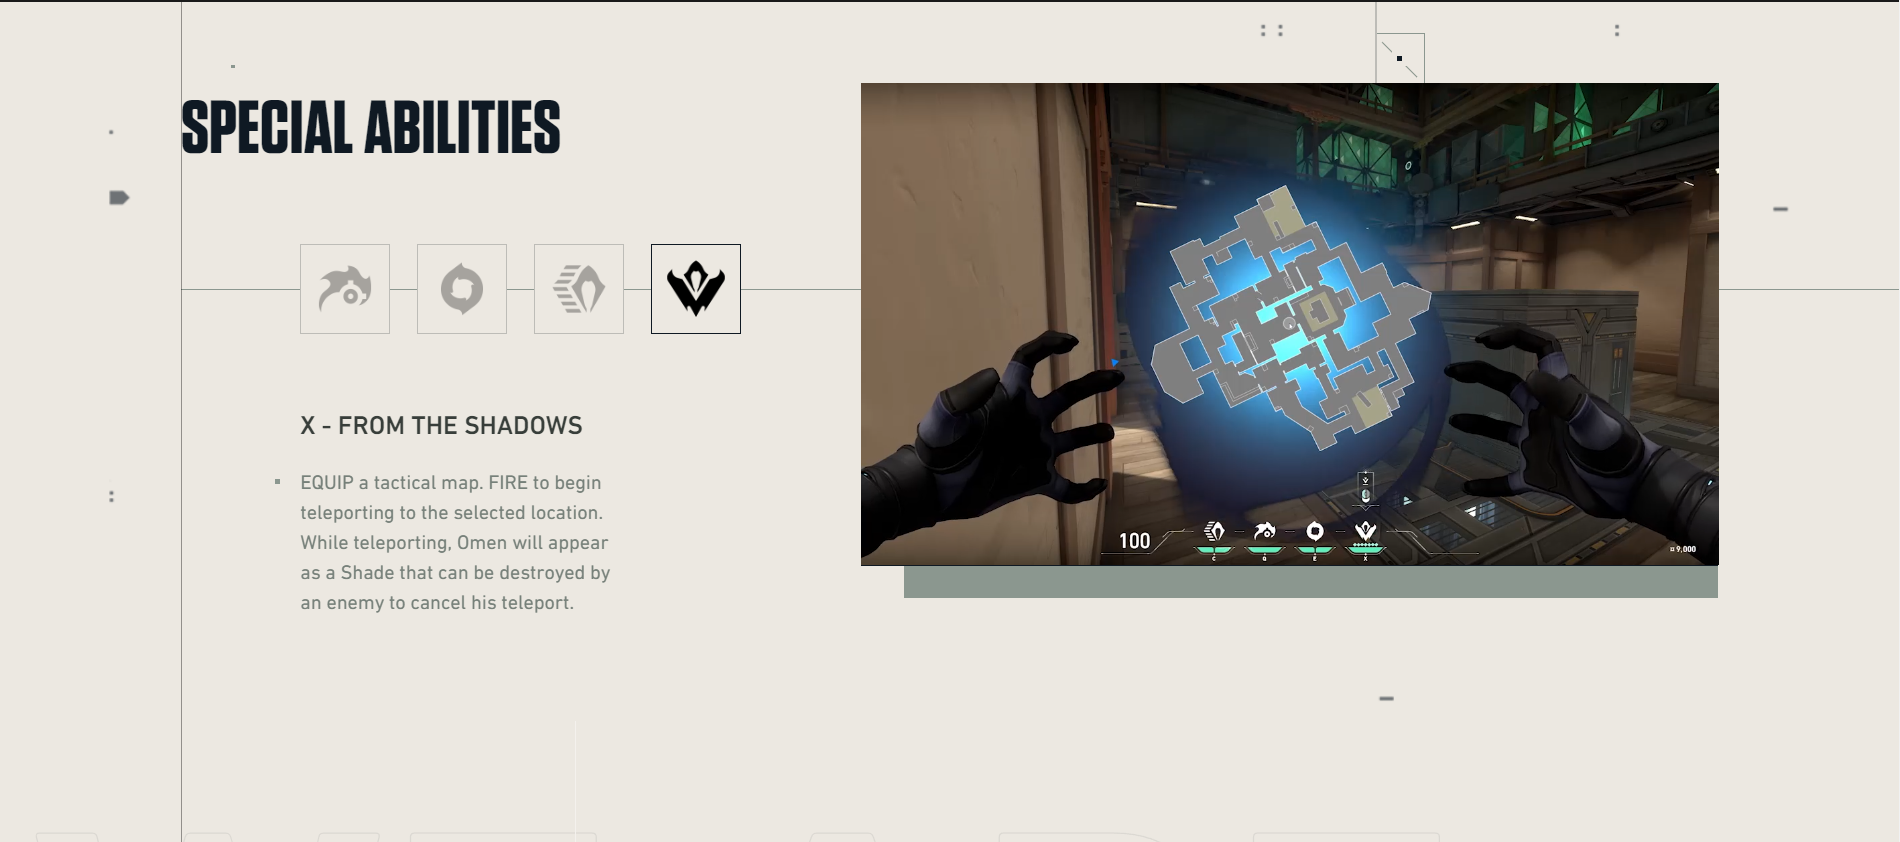 SPECIAL ABILITIES
X - FROM THE SHADOWS
EQUIP a tactical map. FIRE to begin
teleporting to the selected location.
While teleporting, Omen will appear
as a Shade that can be destroyed by
an enemy to cancel his teleport.
100
C Q E X
9,000